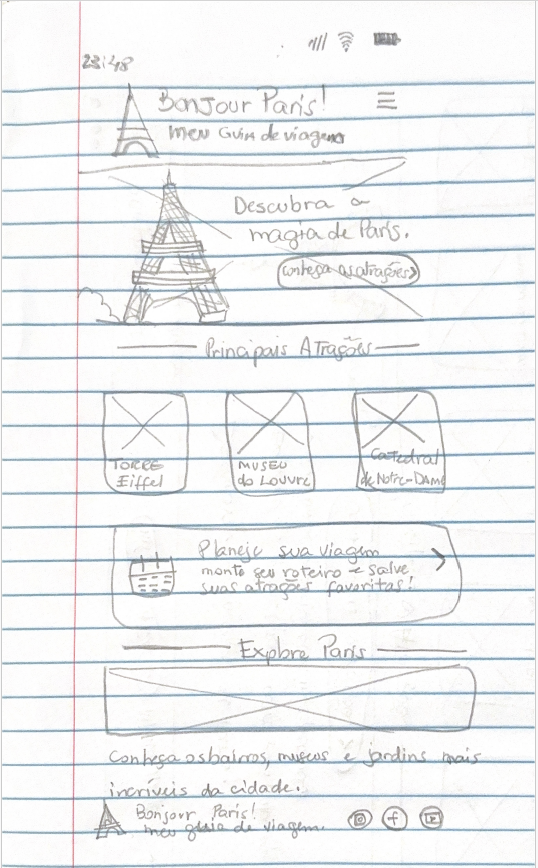 23:48
Bonjour Paris!
meu Guia de viagem
Descubra a
magia de Paris.
Conheça as atrações>
Principais Atrações
TORRE
Eiffel
MUSEU
do Louvre
Catedral
de Notre-DAME
Planeje sua viagem
monte seu roteiro e salve
suas atrações favoritas!
Explore Paris
Conheça os bairros, museus e jardins mais
incríveis da cidade.
Bonjour Paris!
meu guia de viagem.